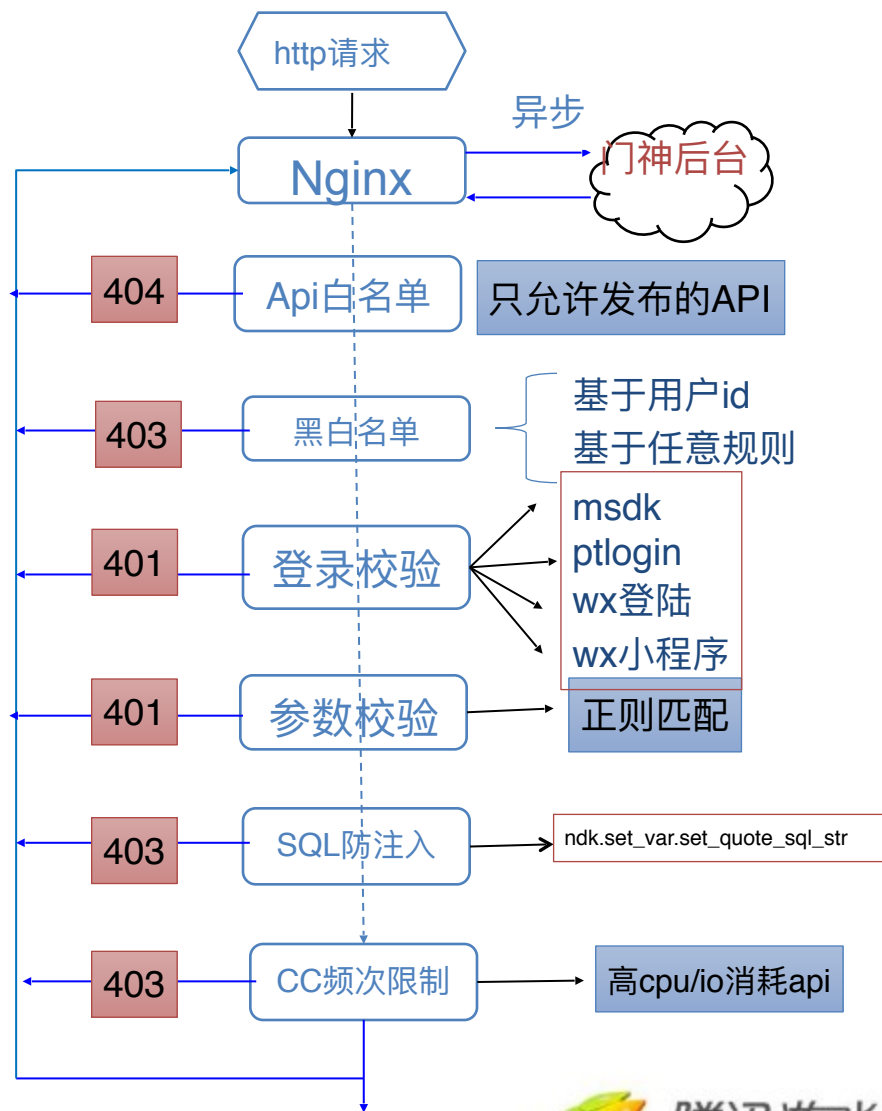 http请求
异步
Nginx
门神后台
404
Api白名单
只允许发布的API
403
黑白名单
基于用户id
基于任意规则
401
登录校验
msdk
ptlogin
wx登陆
wx小程序
401
参数校验
正则匹配
403
SQL防注入
ndk.set_var.set_quote_sql_str
403
CC频次限制
高cpu/io消耗api